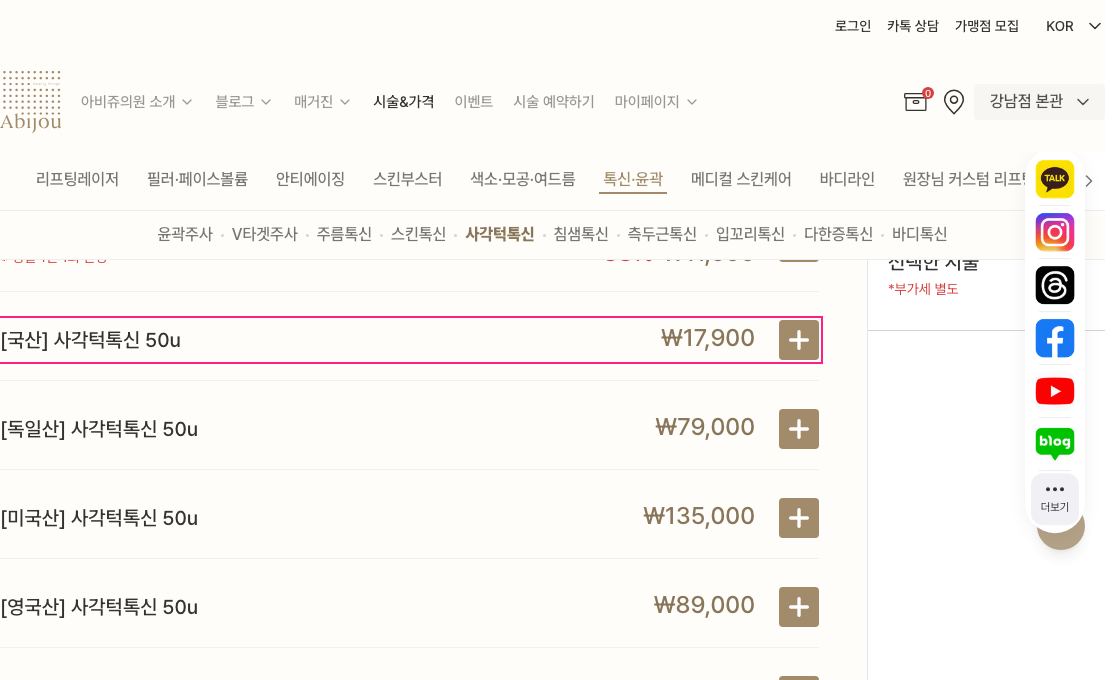 로그인 카톡 상담 가맹점 모집 KOR
Abijou
아비쥬의원 소개 블로그 매거진 시술&가격 이벤트 시술 예약하기 마이페이지 0 강남점 본관
리프팅레이저 필러·페이스볼륨 안티에이징 스킨부스터 색소·모공·여드름 톡신·윤곽 메디컬 스킨케어 바디라인 원장님 커스텀
TALK
윤곽주사 · V타겟주사 · 주름톡신 · 스킨톡신 · 사각턱톡신 · 침샘톡신 · 측두근톡신 · 입꼬리톡신 · 다한증톡신 · 바디톡신
선택한 시술
*부가세 별도
[국산] 사각턱톡신 50u ₩17,900
[독일산] 사각턱톡신 50u ₩79,000
blog
[미국산] 사각턱톡신 50u ₩135,000
더보기
[영국산] 사각턱톡신 50u ₩89,000